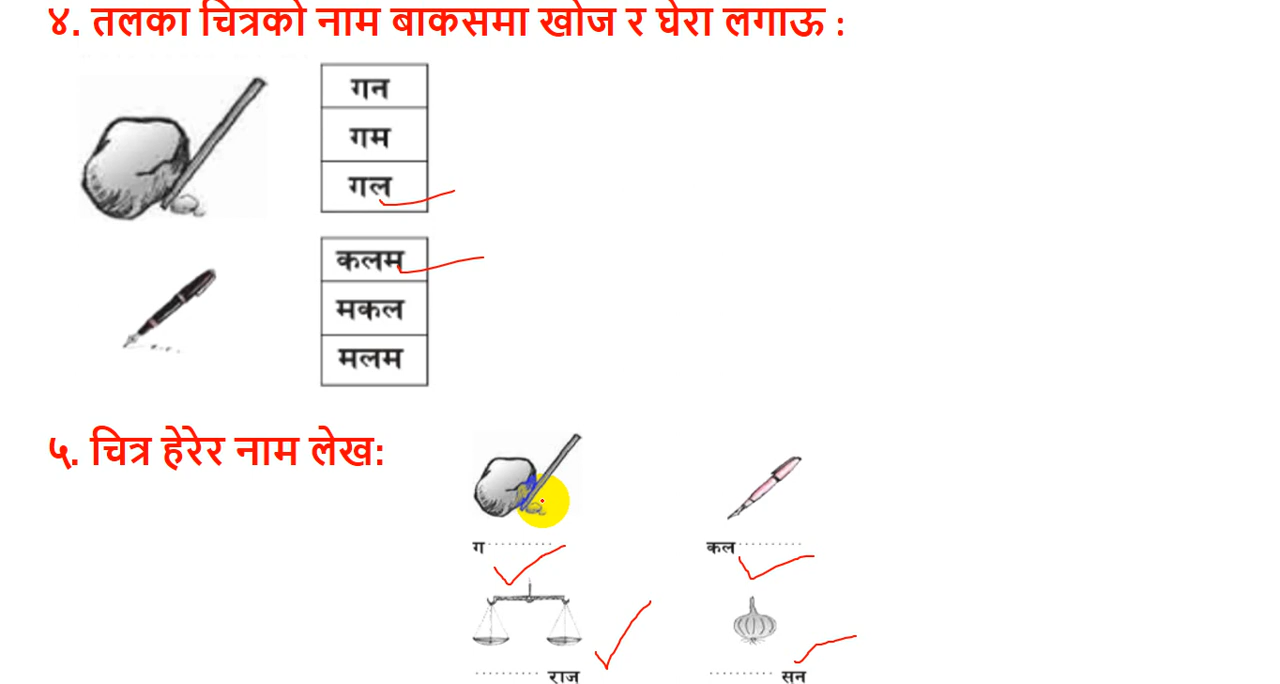 ४. तलका चित्रको नाम बाकसमा खोज र घेरा लगाऊ :
गन
गम
गल
कलम
मकल
मलम
५. चित्र हेरेर नाम लेख:
ग ............ कल ............
............ राज ............ सन